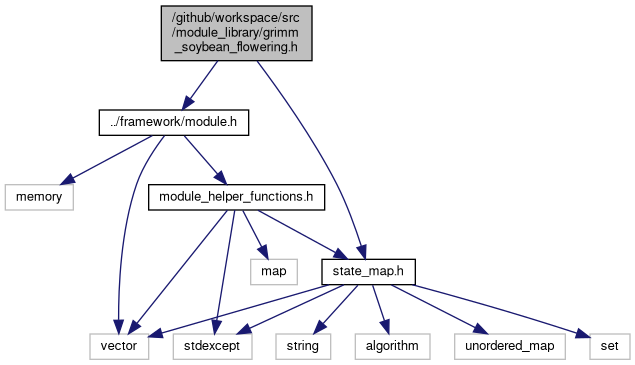 /github/workspace/src
/module_library/grimm
_soybean_flowering.h
../framework/module.h
memory
module_helper_functions.h
map
state_map.h
vector
stdexcept
string
algorithm
unordered_map
set